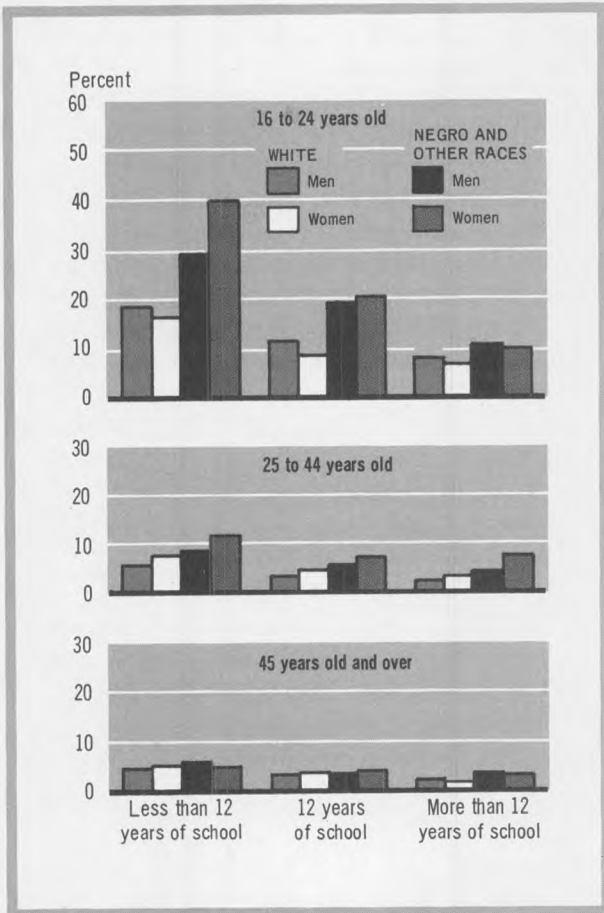 Percent
60
16 to 24 years old
50
WHITE
NEGRO AND
OTHER RACES
Men
Men
40
Women
Women
30
20
10
0
30
25 to 44 years old
20
10
0
30
45 years old and over
20
10
0
Less than 12
years of school
12 years
of school
More than 12
years of school